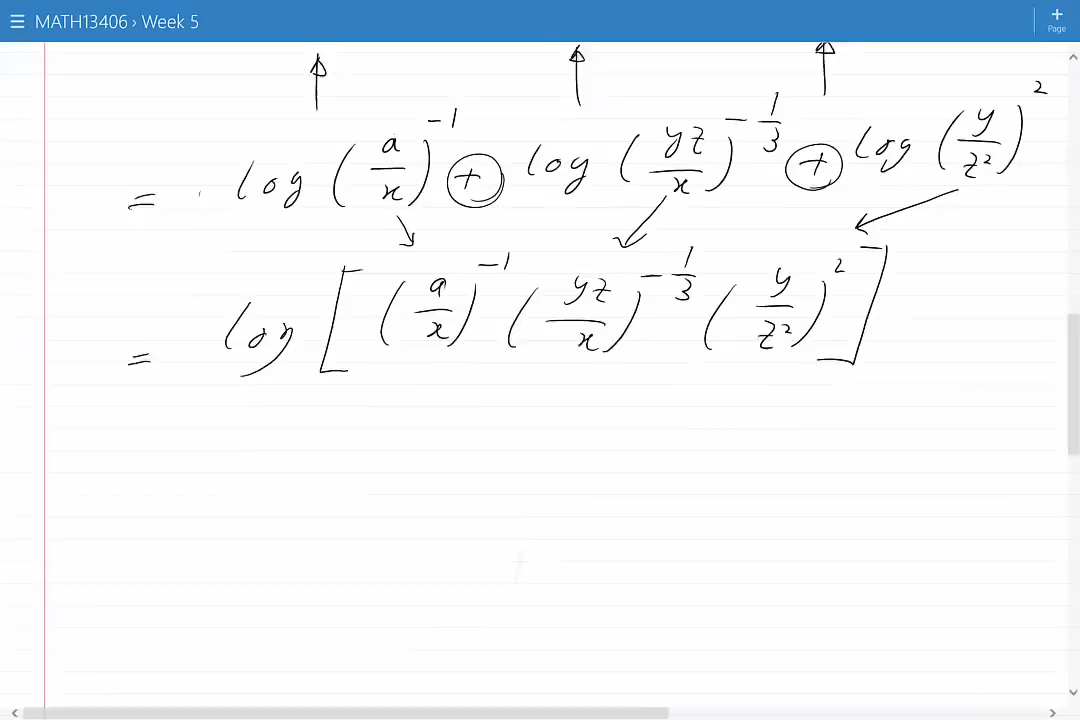 MATH13406 › Week 5
Page
= log (a/x)^-1 + log (yz/x)^-1/3 + log (y/z²)²
= log [(a/x)^-1 (yz/x)^-1/3 (y/z²)²]